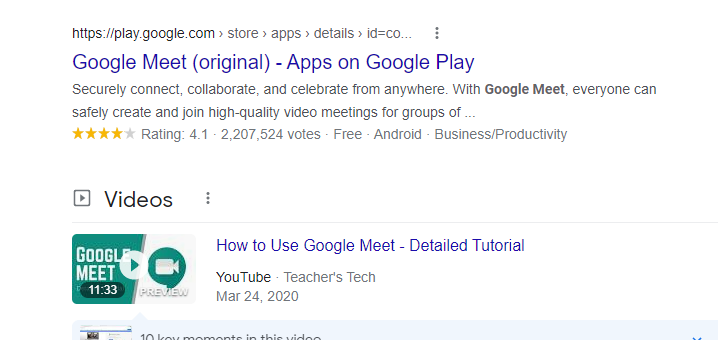 https://play.google.com › store › apps › details › id=co...
Google Meet (original) - Apps on Google Play
Securely connect, collaborate, and celebrate from anywhere. With Google Meet, everyone can
safely create and join high-quality video meetings for groups of ...
Rating: 4.1 · 2,207,524 votes · Free · Android · Business/Productivity
Videos
GOOGLE
MEET
11:33
PREVIEW
How to Use Google Meet - Detailed Tutorial
YouTube · Teacher's Tech
Mar 24, 2020
10 key moments in this video